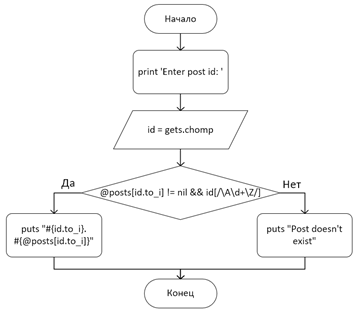 Начало
print 'Enter post id: '
id = gets.chomp
@posts[id.to_i] != nil && id[/\A\d+\Z/]
Да
Нет
puts "#{id.to_i}.
#{@posts[id.to_i]}"
puts "Post doesn't
exist"
Конец